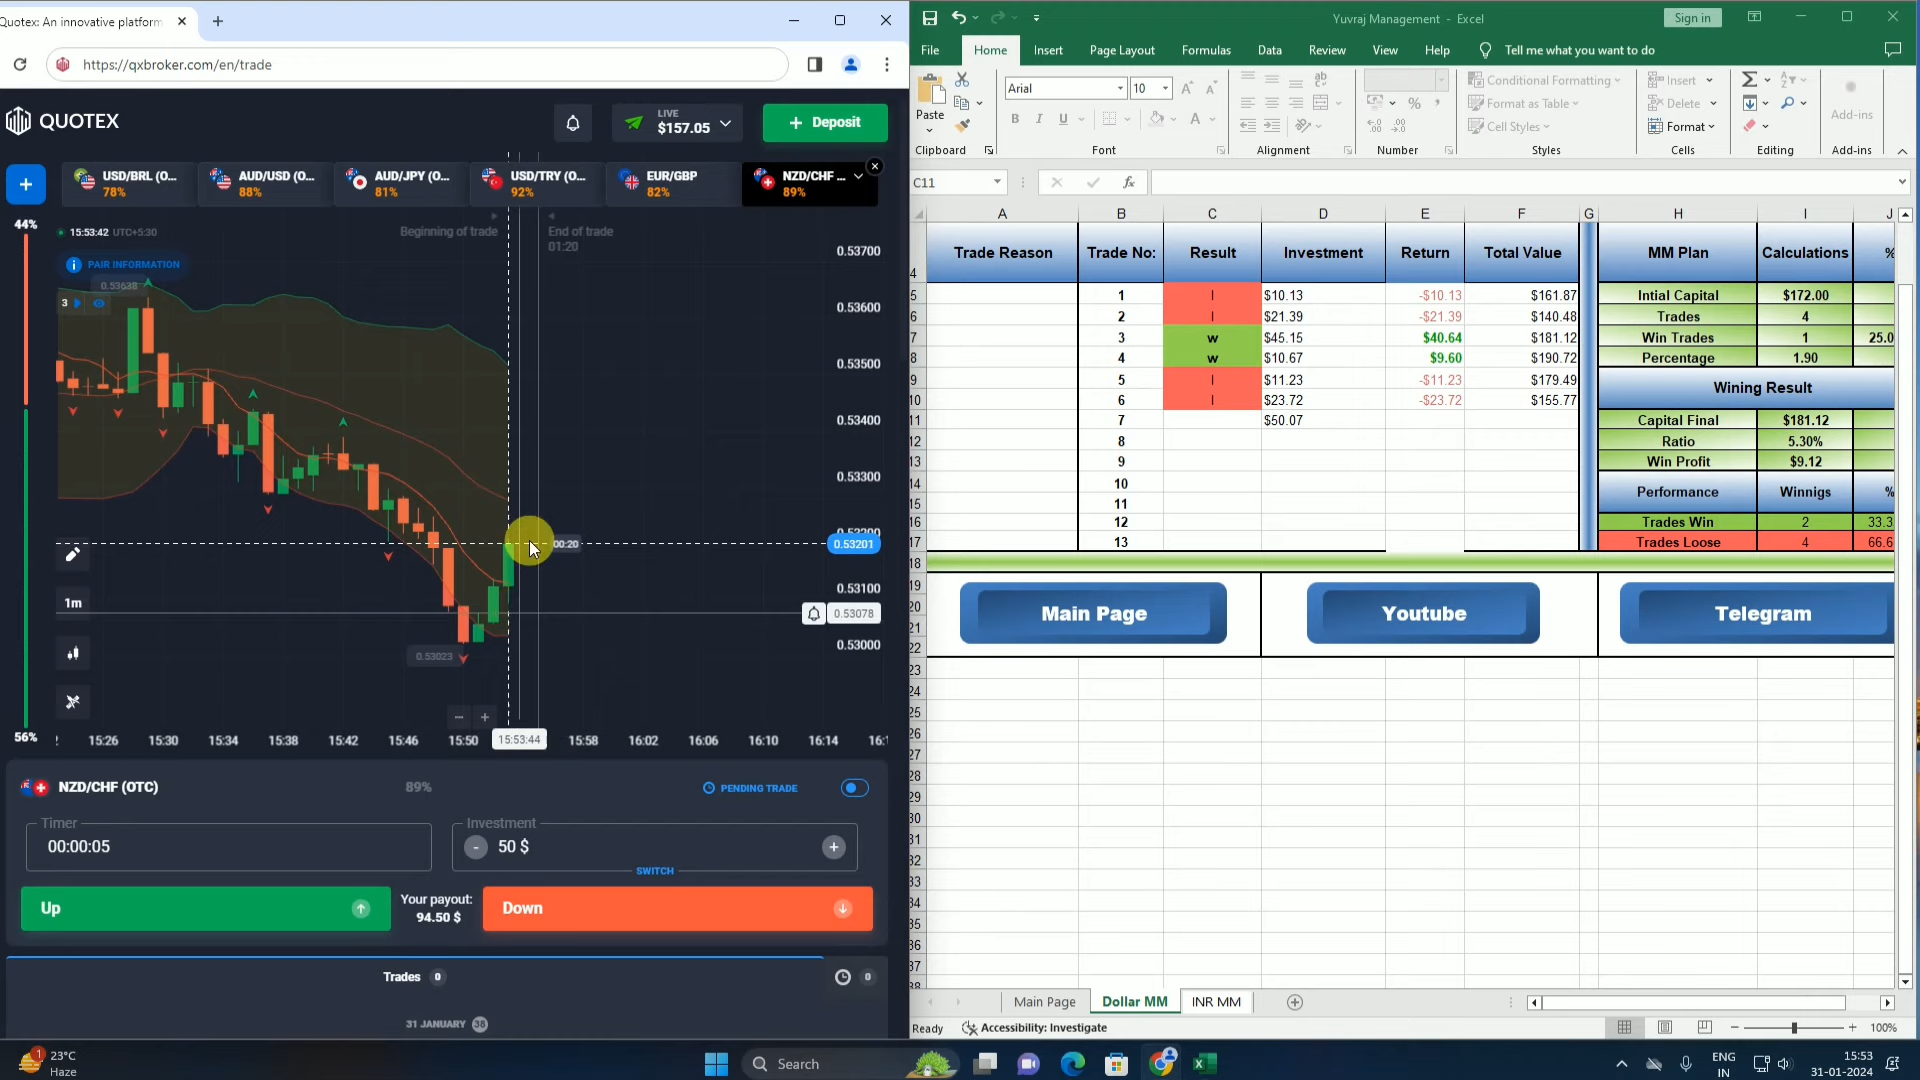 Quotex: An innovative platform
https://qxbroker.com/en/trade
QUOTEX
LIVE
$157.05
+ Deposit
USD/BRL (O...
78%
AUD/USD (O...
88%
AUD/JPY (O...
81%
USD/TRY (O...
92%
EUR/GBP
82%
NZD/CHF ...
89%
44%
15:53:42 UTC+5:30
Beginning of trade
End of trade
01:20
PAIR INFORMATION
0.53638
3
0.53700
0.53600
0.53500
0.53400
0.53300
0.53200
0.53201
00:20
0.53100
0.53078
0.53000
0.53023
1m
56%
15:26
15:30
15:34
15:38
15:42
15:46
15:50
15:53:44
15:58
16:02
16:06
16:10
16:14
NZD/CHF (OTC)
89%
PENDING TRADE
Timer
00:00:05
Investment
50 $
SWITCH
Up
Your payout:
94.50 $
Down
Trades 0
0
31 JANUARY 38
Yuvraj Management - Excel
Sign in
File Home Insert Page Layout Formulas Data Review View Help Tell me what you want to do
Paste
Arial
10
B I U
Conditional Formatting
Format as Table
Cell Styles
Insert
Delete
Format
Add-ins
Clipboard Font Alignment Number Styles Cells Editing Add-ins
C11
fx
A B C D E F G H I J
Trade Reason Trade No: Result Investment Return Total Value MM Plan Calculations %
1 l $10.13 -$10.13 $161.87 Intial Capital $172.00
2 l $21.39 -$21.39 $140.48 Trades 4
3 w $45.15 $40.64 $181.12 Win Trades 1 25.0
4 w $10.67 $9.60 $190.72 Percentage 1.90
5 l $11.23 -$11.23 $179.49 Wining Result
6 l $23.72 -$23.72 $155.77
7 $50.07 Capital Final $181.12
8 Ratio 5.30%
9 Win Profit $9.12
10 Performance Winnigs %
11
12 Trades Win 2 33.3
13 Trades Loose 4 66.6
Main Page Youtube Telegram
Main Page Dollar MM INR MM
Ready Accessibility: Investigate
100%
23°C
Haze
Search
ENG
IN
15:53
31-01-2024